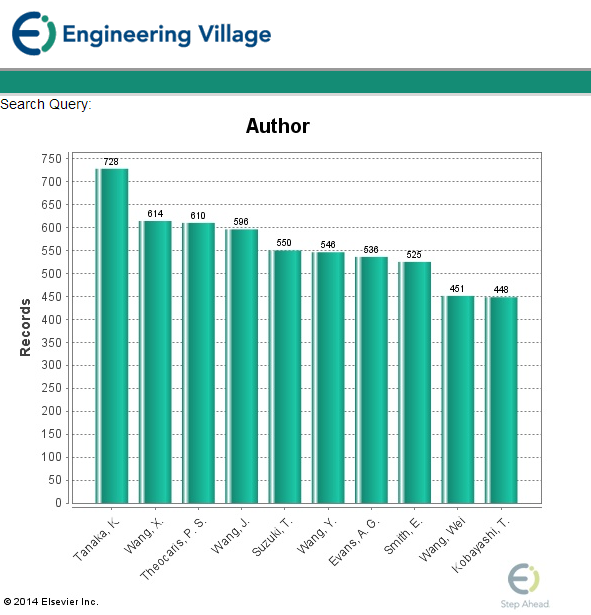 Ei Engineering Village
Search Query:
Author
750
700
650
600
550
500
450
400
350
300
250
200
150
100
50
0
Records
728
614
610
596
550
546
536
525
451
448
Tanaka, K.
Wang, X.
Theocaris, P. S.
Wang, J.
Suzuki, T.
Wang, Y.
Evans, A.G.
Smith, E.
Wang, Wei
Kobayashi, T.
© 2014 Elsevier Inc.
Ei
Step Ahead.